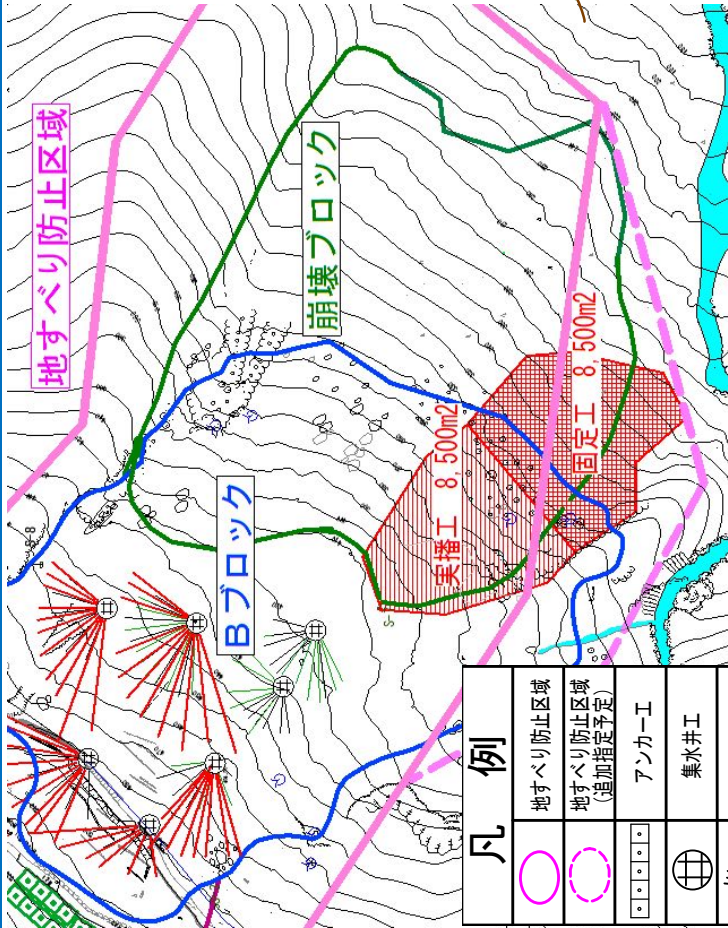 地すべり防止区域
崩壊ブロック
Bブロック
実播工 8,500m2
固定工 8,500m2
凡 例
地すべり防止区域
地すべり防止区域
(追加指定予定)
アンカー工
集水井工